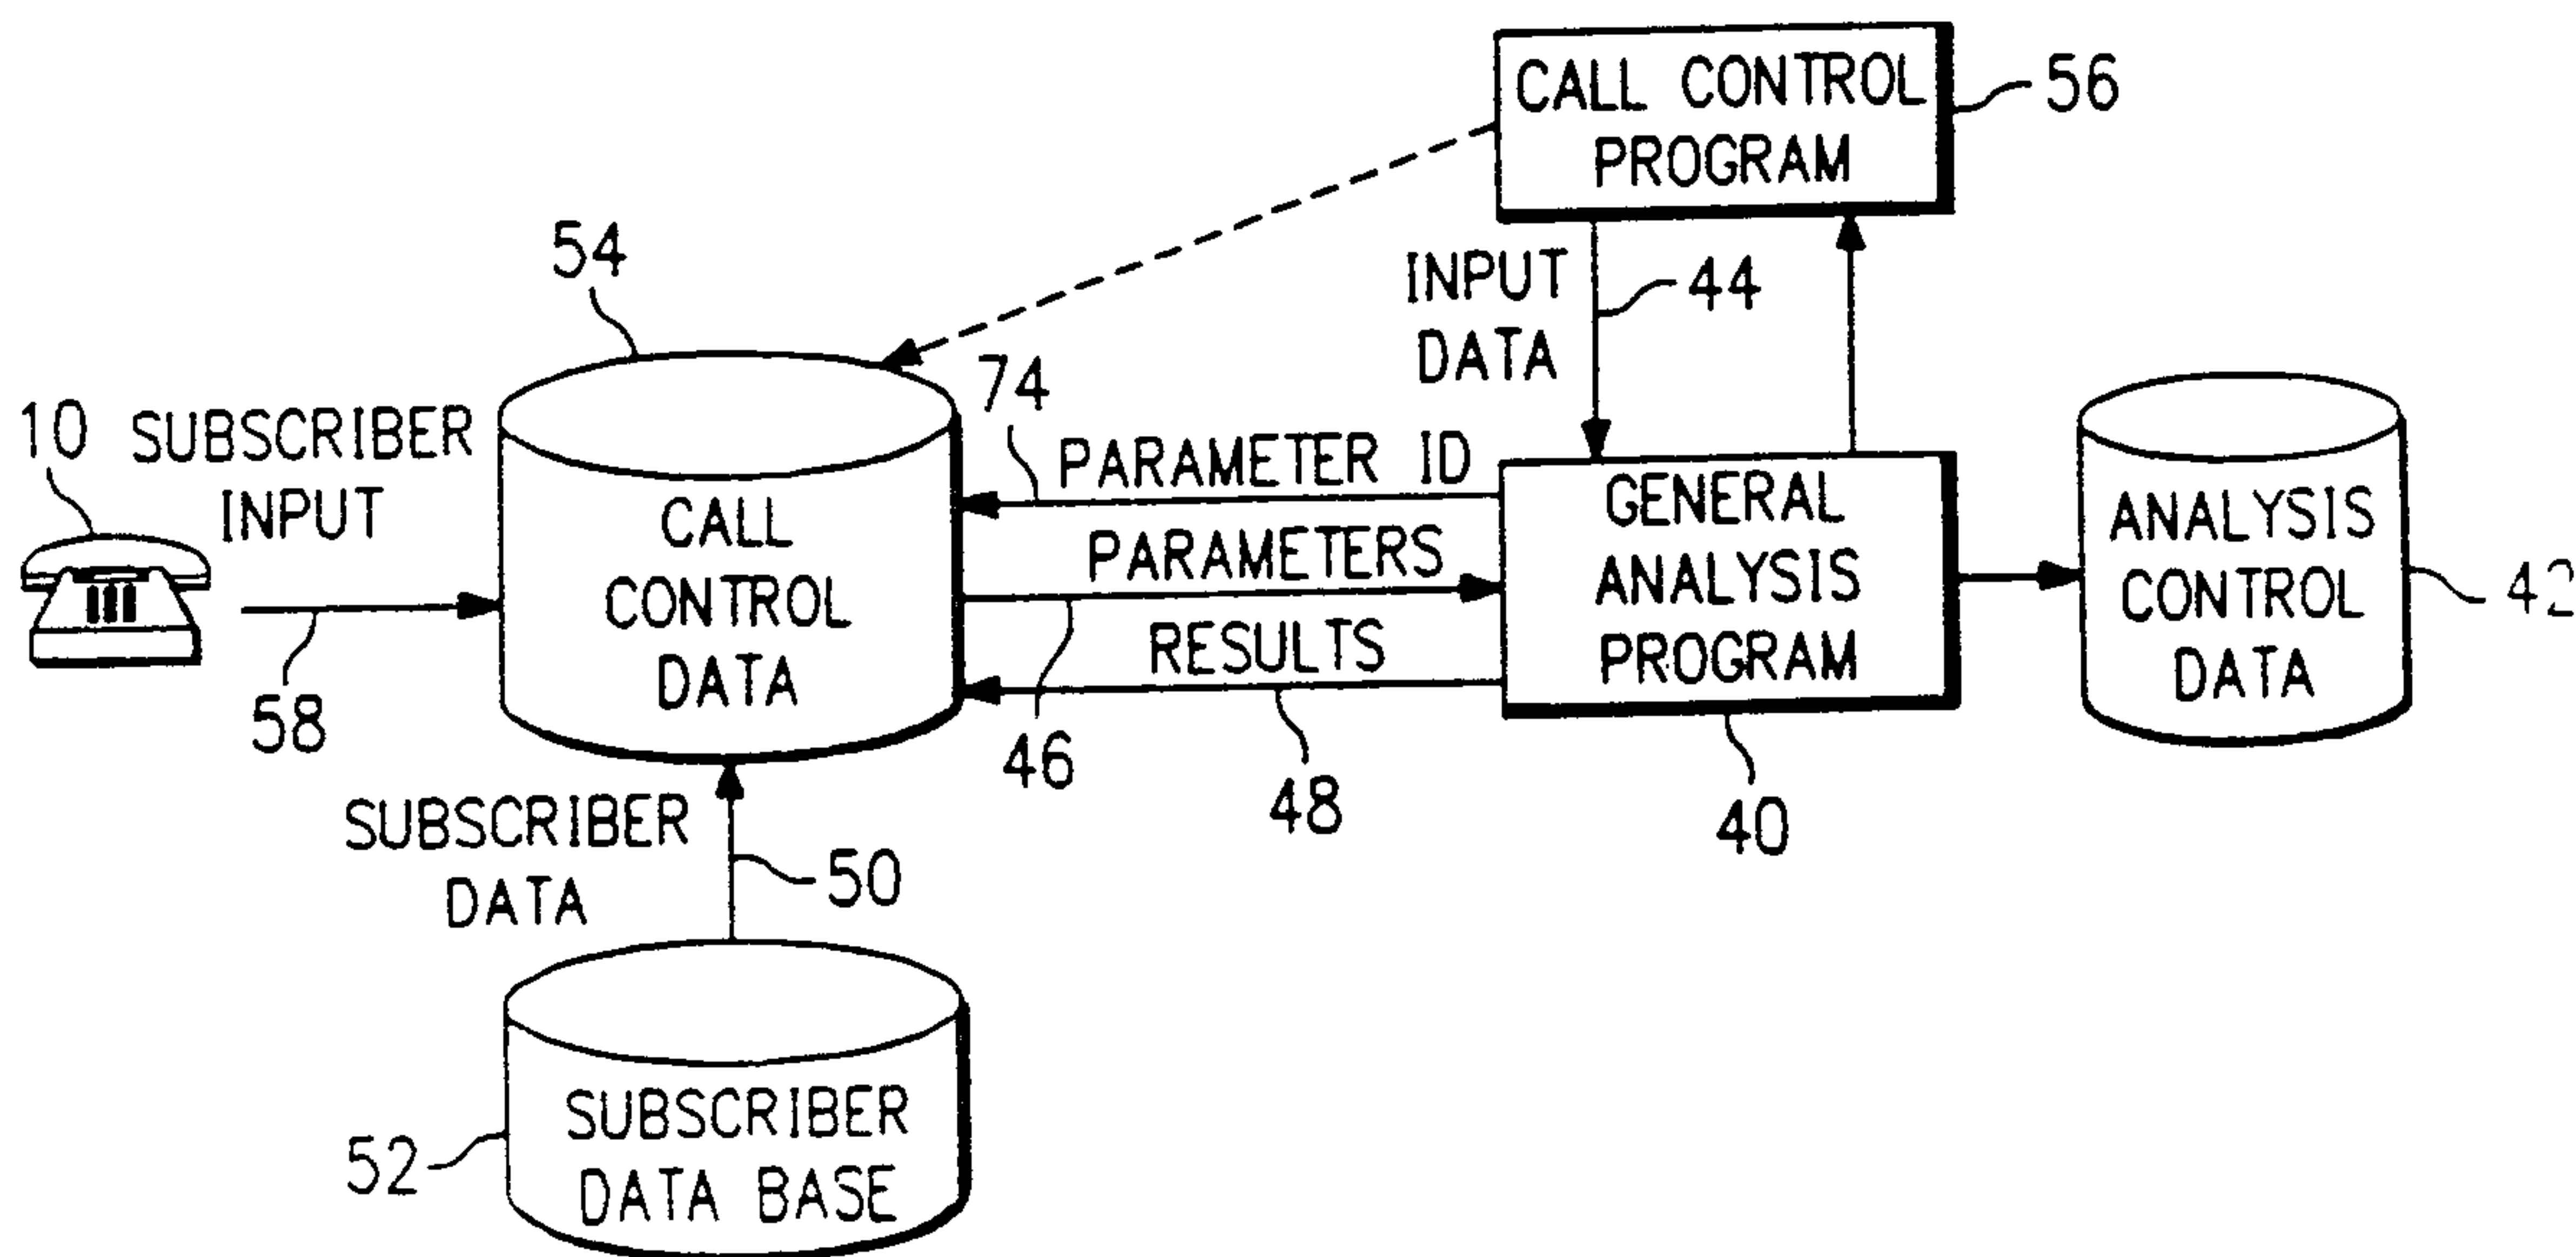 CALL CONTROL
PROGRAM
56
54
INPUT
DATA
44
74
10
SUBSCRIBER
INPUT
58
CALL
CONTROL
DATA
PARAMETER ID
PARAMETERS
RESULTS
46
48
GENERAL
ANALYSIS
PROGRAM
40
ANALYSIS
CONTROL
DATA
42
SUBSCRIBER
DATA
50
52
SUBSCRIBER
DATA BASE